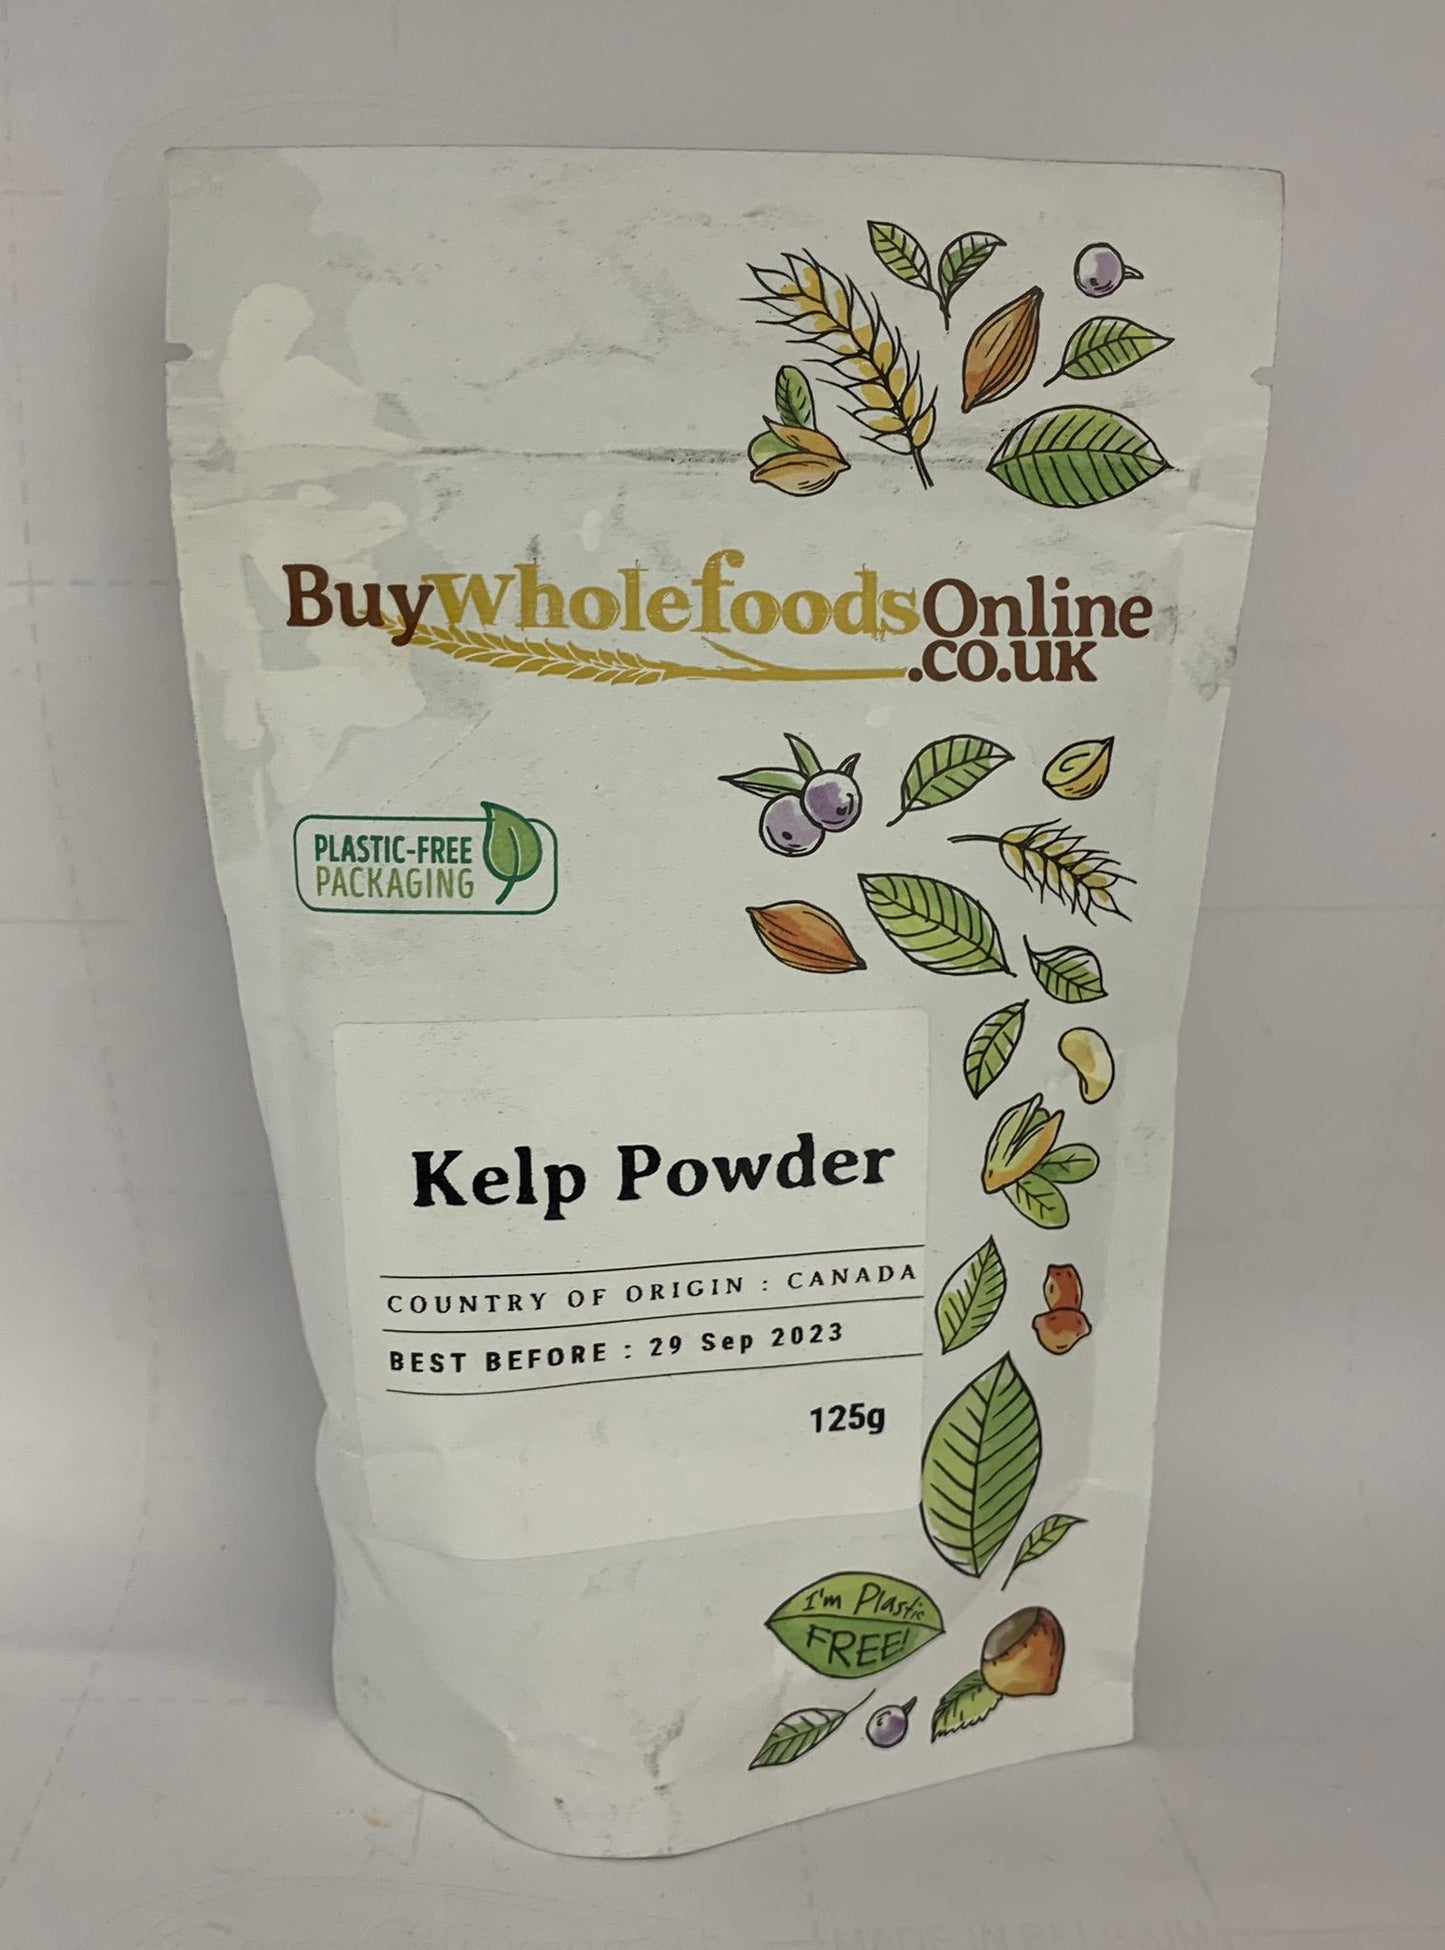 BuyWholefoodsOnline
.co.uk
PLASTIC-FREE
PACKAGING
Kelp Powder
COUNTRY OF ORIGIN : CANADA
BEST BEFORE : 29 Sep 2023
125g
I'm Plastic
FREE!